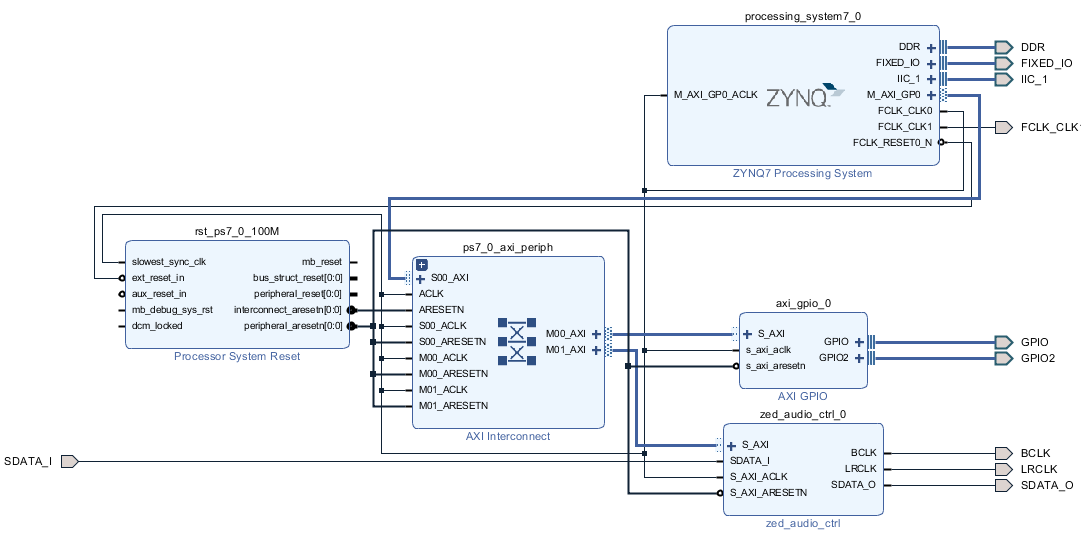 processing_system7_0
DDR
FIXED_IO
IIC_1
M_AXI_GP0_ACLK
ZYNQ
M_AXI_GP0
FCLK_CLK0
FCLK_CLK1
FCLK_RESET0_N
ZYNQ7 Processing System
DDR
FIXED_IO
IIC_1
FCLK_CLK1
rst_ps7_0_100M
slowest_sync_clk
mb_reset
ext_reset_in
bus_struct_reset[0:0]
aux_reset_in
peripheral_reset[0:0]
mb_debug_sys_rst
interconnect_aresetn[0:0]
dcm_locked
peripheral_aresetn[0:0]
Processor System Reset
ps7_0_axi_periph
S00_AXI
ACLK
ARESETN
S00_ACLK
S00_ARESETN
M00_ACLK
M00_ARESETN
M01_ACLK
M01_ARESETN
M00_AXI
M01_AXI
AXI Interconnect
axi_gpio_0
S_AXI
s_axi_aclk
s_axi_aresetn
GPIO
GPIO2
AXI GPIO
GPIO
GPIO2
zed_audio_ctrl_0
S_AXI
SDATA_I
S_AXI_ACLK
S_AXI_ARESETN
BCLK
LRCLK
SDATA_O
zed_audio_ctrl
SDATA_I
BCLK
LRCLK
SDATA_O